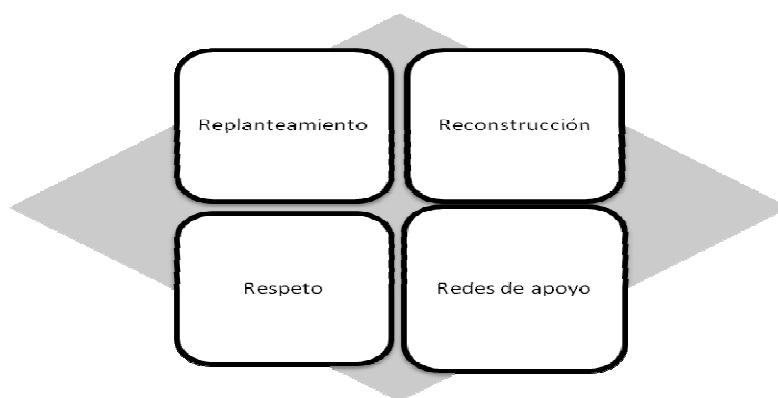 Replanteamiento
Reconstrucción
Respeto
Redes de apoyo